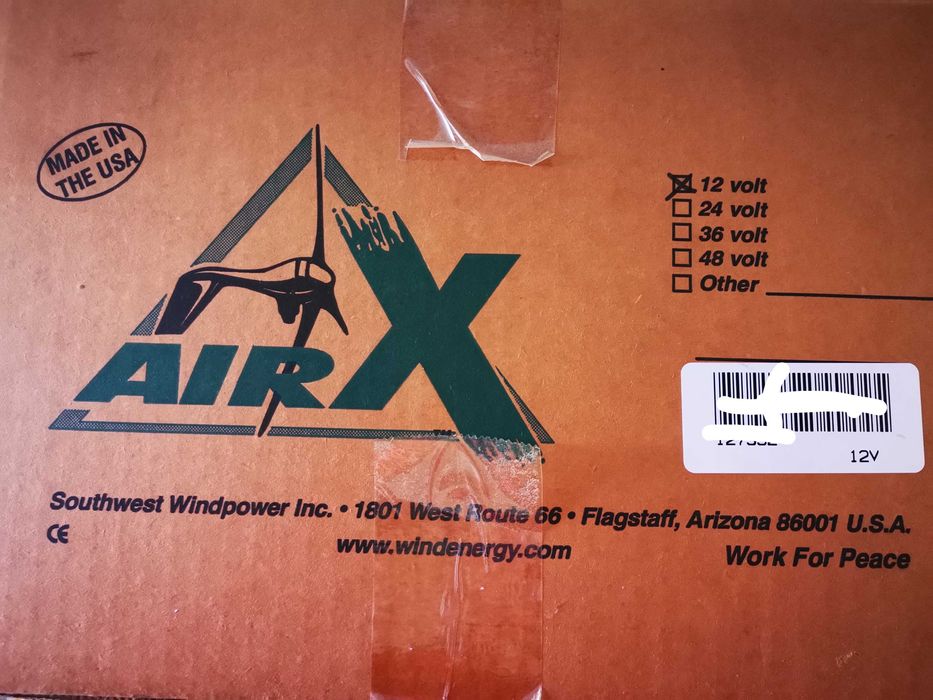 MADE IN
THE USA
12 volt
24 volt
36 volt
48 volt
Other
AIR X
12V
Southwest Windpower Inc. • 1801 West Route 66 • Flagstaff, Arizona 86001 U.S.A.
CE
www.windenergy.com
Work For Peace